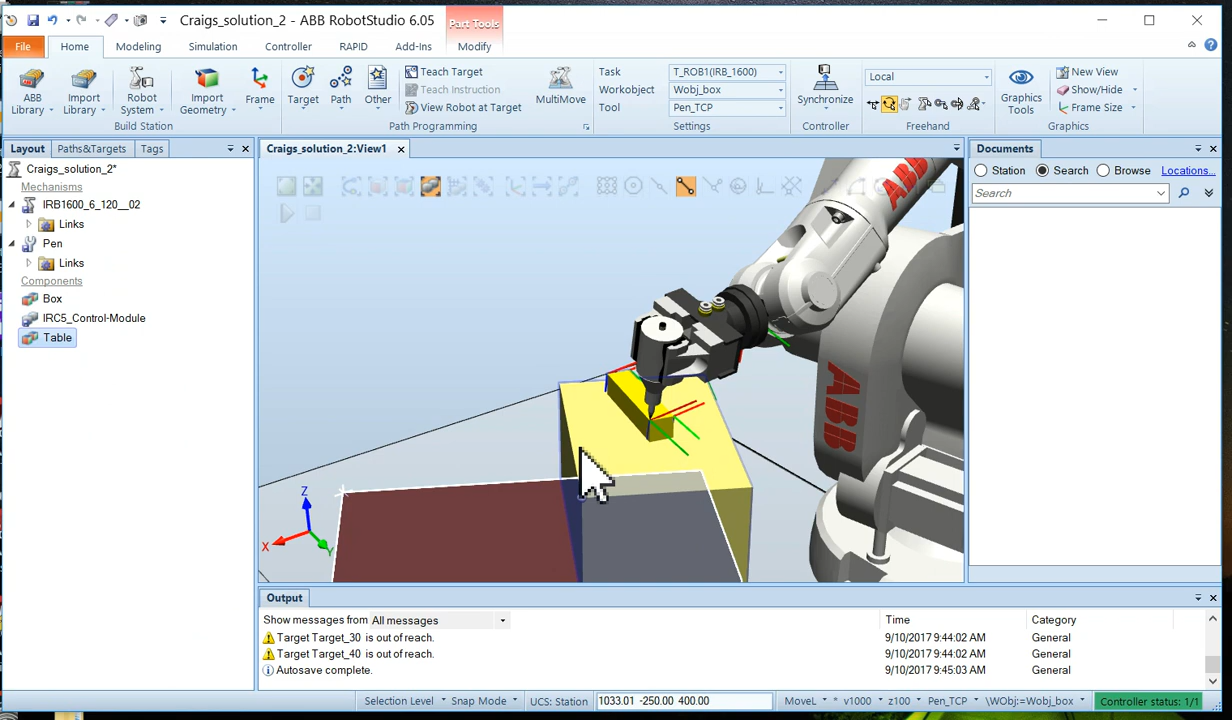 Craigs_solution_2 - ABB RobotStudio 6.05
Part Tools
File
Home
Modeling
Simulation
Controller
RAPID
Add-Ins
Modify
ABB Library
Import Library
Robot System
Import Geometry
Frame
Build Station
Target
Path
Other
Teach Target
Teach Instruction
View Robot at Target
MultiMove
Path Programming
Task T_ROB1(IRB_1600)
Workobject Wobj_box
Tool Pen_TCP
Settings
Synchronize
Controller
Local
Freehand
Graphics Tools
New View
Show/Hide
Frame Size
Graphics
Layout
Paths&Targets
Tags
Craigs_solution_2*
Mechanisms
IRB1600_6_120__02
Links
Pen
Links
Components
Box
IRC5_Control-Module
Table
Craigs_solution_2:View1
ABB
ABB
Z
X
Y
Documents
Station
Search
Browse
Locations...
Search
Output
Show messages from All messages
Time
Category
Target Target_30 is out of reach. 9/10/2017 9:44:02 AM General
Target Target_40 is out of reach. 9/10/2017 9:44:02 AM General
Autosave complete. 9/10/2017 9:45:03 AM General
Selection Level
Snap Mode
UCS: Station
1033.01 -250.00 400.00
MoveL * v1000 z100 Pen_TCP \WObj:=Wobj_box
Controller status: 1/1